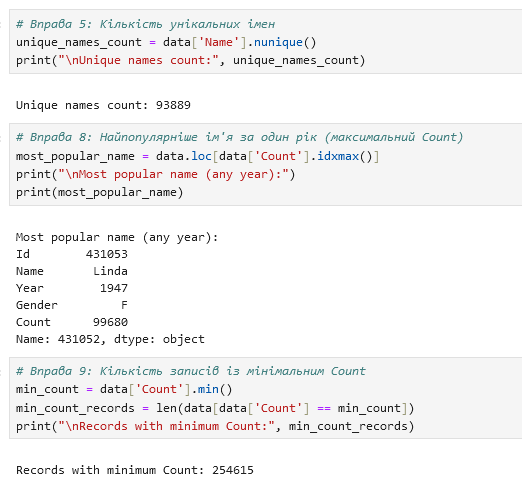 # Вправа 5: Кількість унікальних імен
unique_names_count = data['Name'].nunique()
print("\nUnique names count:", unique_names_count)
Unique names count: 93889
# Вправа 8: Найпопулярніше ім'я за один рік (максимальний Count)
most_popular_name = data.loc[data['Count'].idxmax()]
print("\nMost popular name (any year):")
print(most_popular_name)
Most popular name (any year):
Id        431053
Name       Linda
Year        1947
Gender         F
Count      99680
Name: 431052, dtype: object
# Вправа 9: Кількість записів із мінімальним Count
min_count = data['Count'].min()
min_count_records = len(data[data['Count'] == min_count])
print("\nRecords with minimum Count:", min_count_records)
Records with minimum Count: 254615